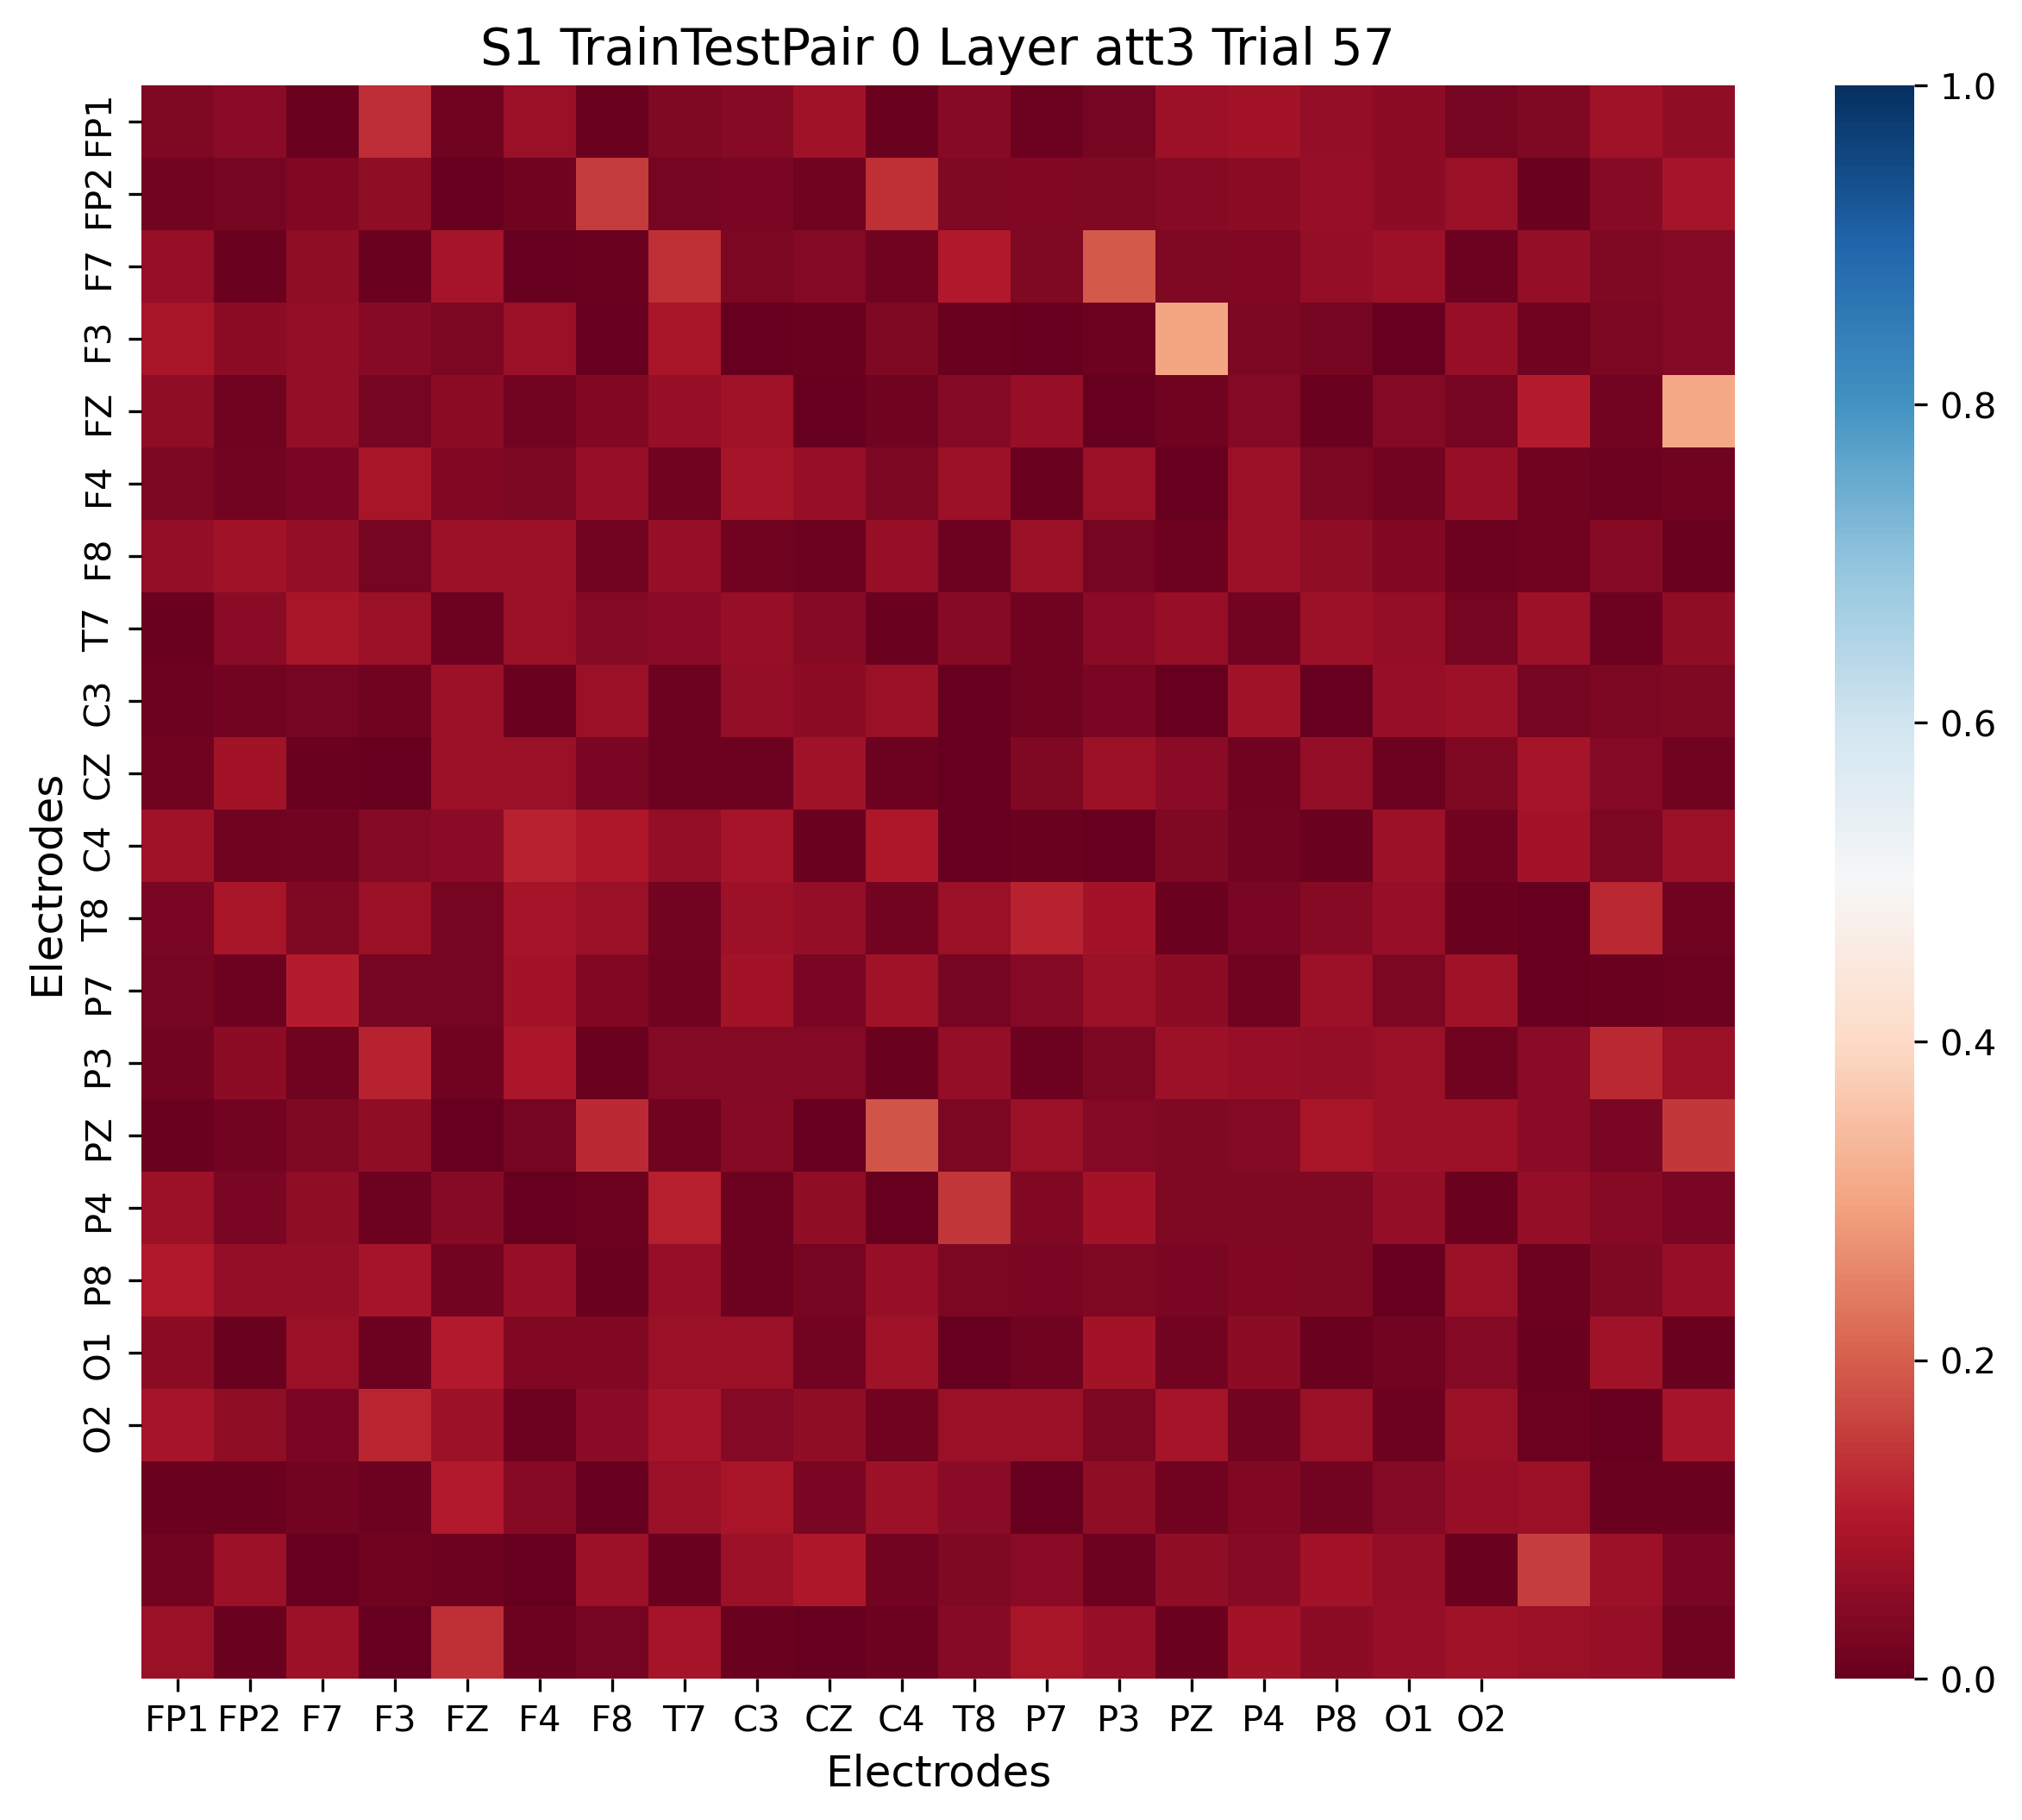 S1 TrainTestPair 0 Layer att3 Trial 57
Electrodes
FP1
FP2
F7
F3
FZ
F4
F8
T7
C3
CZ
C4
T8
P7
P3
PZ
P4
P8
O1
O2
FP1 FP2 F7 F3 FZ F4 F8 T7 C3 CZ C4 T8 P7 P3 PZ P4 P8 O1 O2
Electrodes
1.0
0.8
0.6
0.4
0.2
0.0